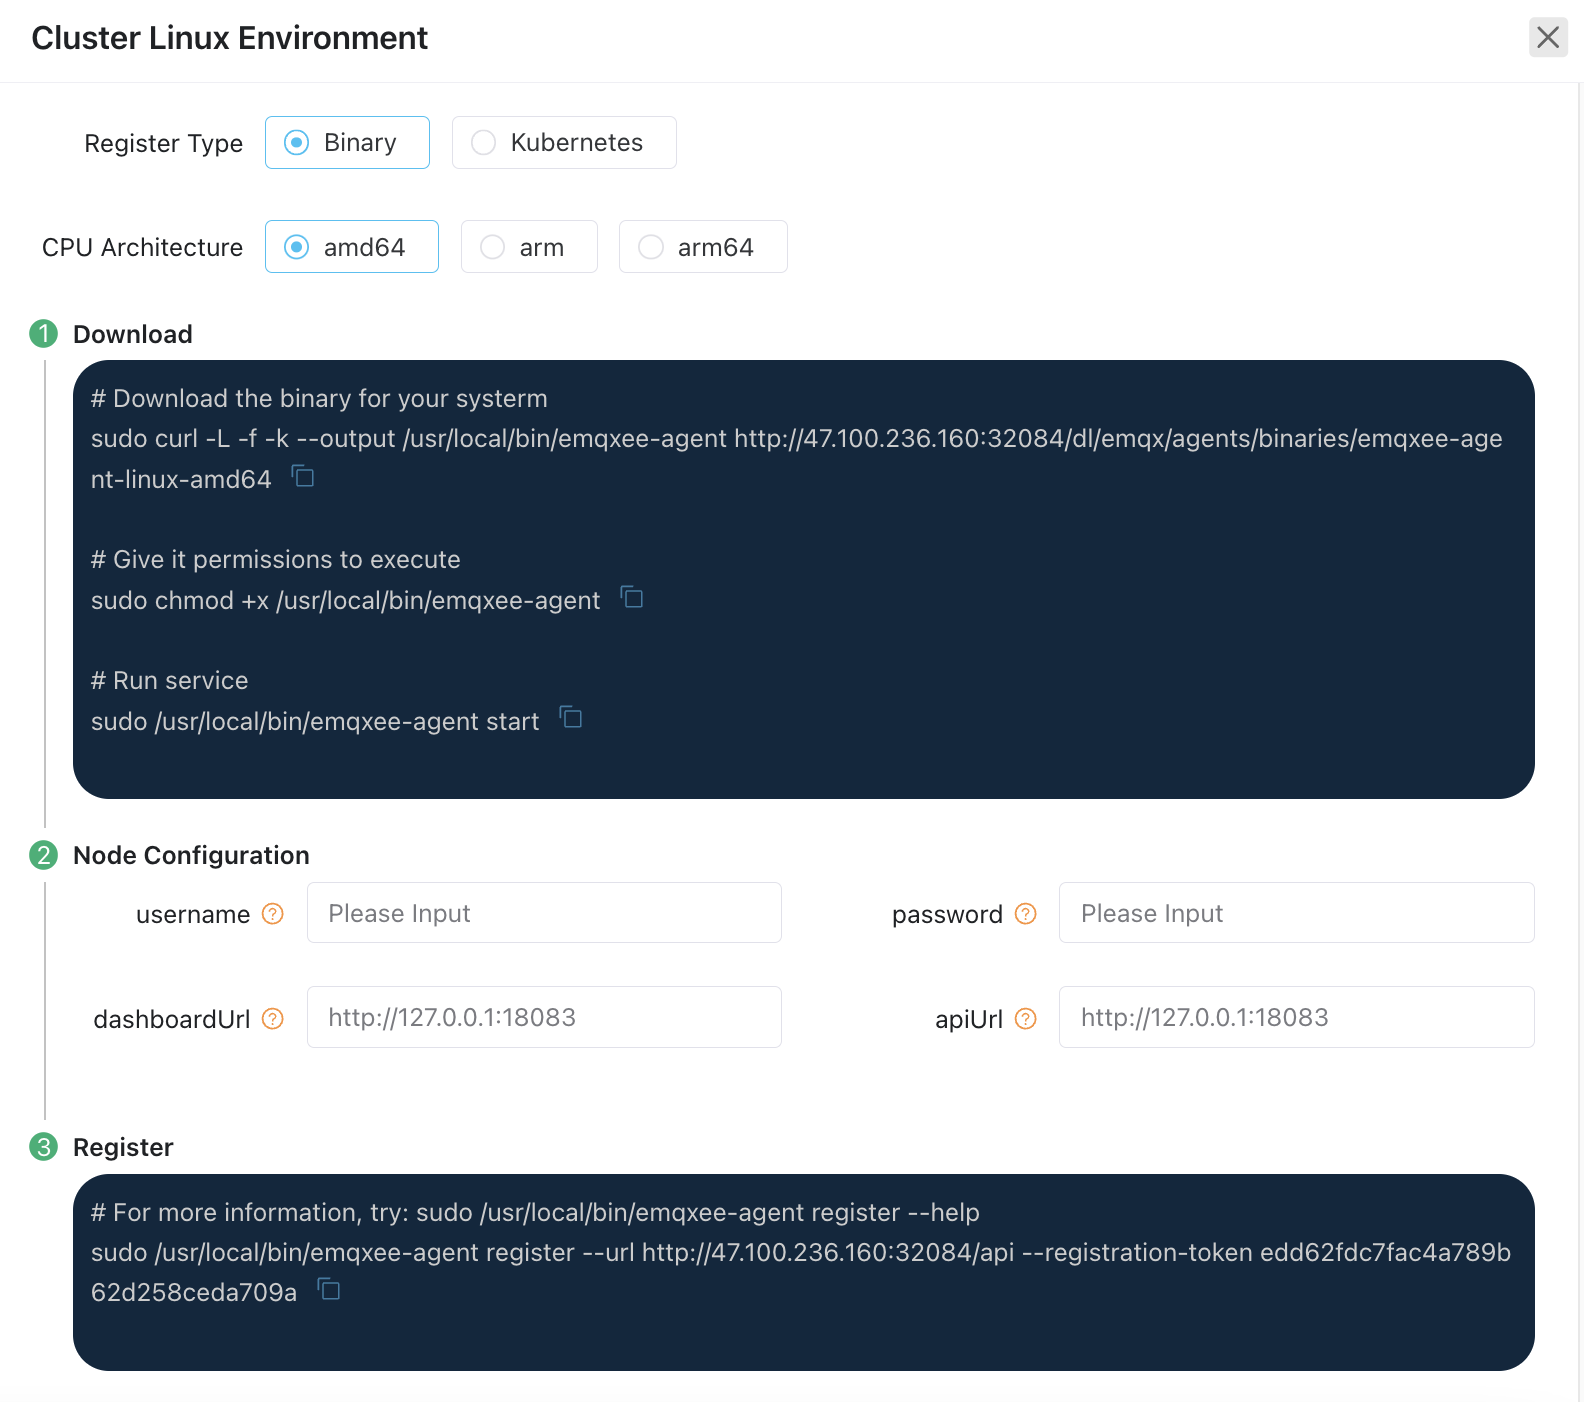 Cluster Linux Environment
Register Type Binary Kubernetes
CPU Architecture amd64 arm arm64
1 Download
# Download the binary for your systerm
sudo curl -L -f -k --output /usr/local/bin/emqxee-agent http://47.100.236.160:32084/dl/emqx/agents/binaries/emqxee-age
nt-linux-amd64
# Give it permissions to execute
sudo chmod +x /usr/local/bin/emqxee-agent
# Run service
sudo /usr/local/bin/emqxee-agent start
2 Node Configuration
username ? Please Input password ? Please Input
dashboardUrl ? http://127.0.0.1:18083 apiUrl ? http://127.0.0.1:18083
3 Register
# For more information, try: sudo /usr/local/bin/emqxee-agent register --help
sudo /usr/local/bin/emqxee-agent register --url http://47.100.236.160:32084/api --registration-token edd62fdc7fac4a789b
62d258ceda709a